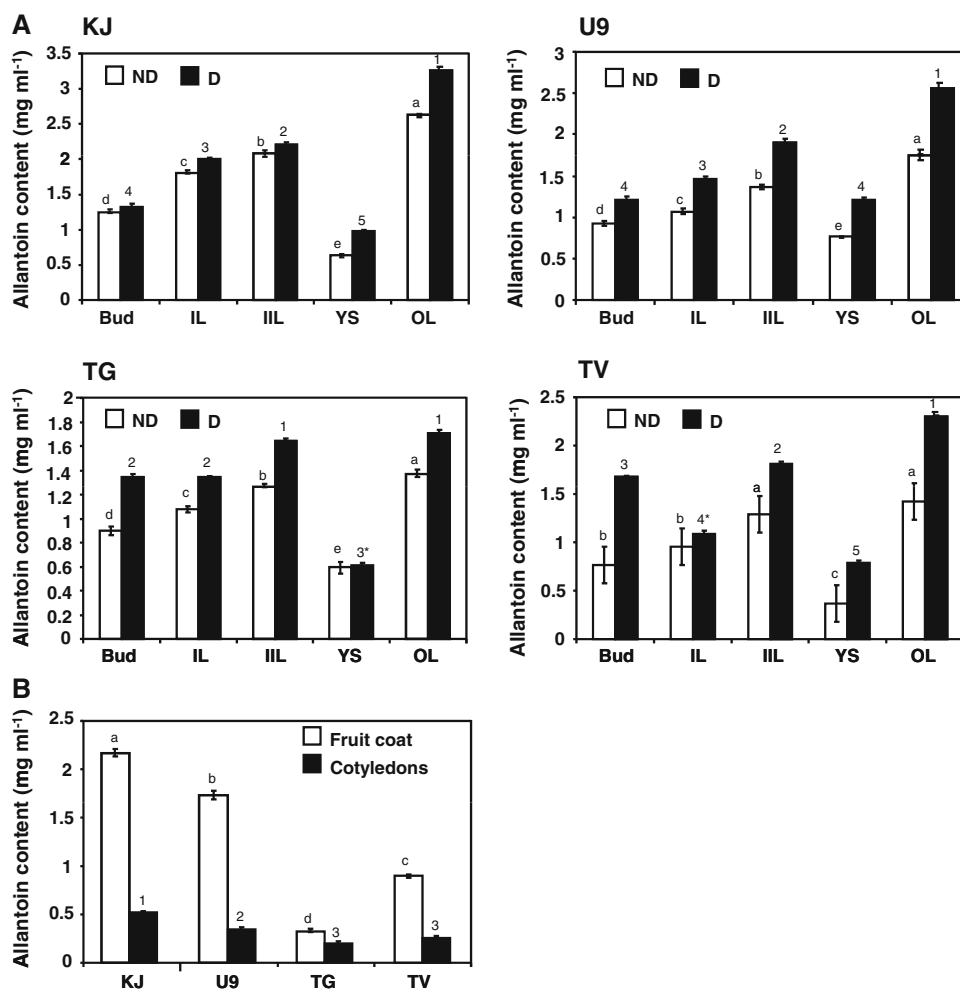 A
KJ
Allantoin content (mg ml-1)
3.5
3
2.5
2
1.5
1
0.5
0
ND D
d 4 c 3 b 2 e 5 a 1
Bud IL IIL YS OL
U9
Allantoin content (mg ml-1)
3
2.5
2
1.5
1
0.5
0
ND D
d 4 c 3 b 2 e 4 a 1
Bud IL IIL YS OL
TG
Allantoin content (mg ml-1)
2
1.8
1.6
1.4
1.2
1
0.8
0.6
0.4
0.2
0
ND D
d 2 c 2 b 1 e 3* a 1
Bud IL IIL YS OL
TV
Allantoin content (mg ml-1)
2.5
2
1.5
1
0.5
0
ND D
b 3 b 4* a 2 c 5 a 1
Bud IL IIL YS OL
B
Allantoin content (mg ml-1)
2.5
2
1.5
1
0.5
0
Fruit coat
Cotyledons
a 1 b 2 d 3 c 3
KJ U9 TG TV